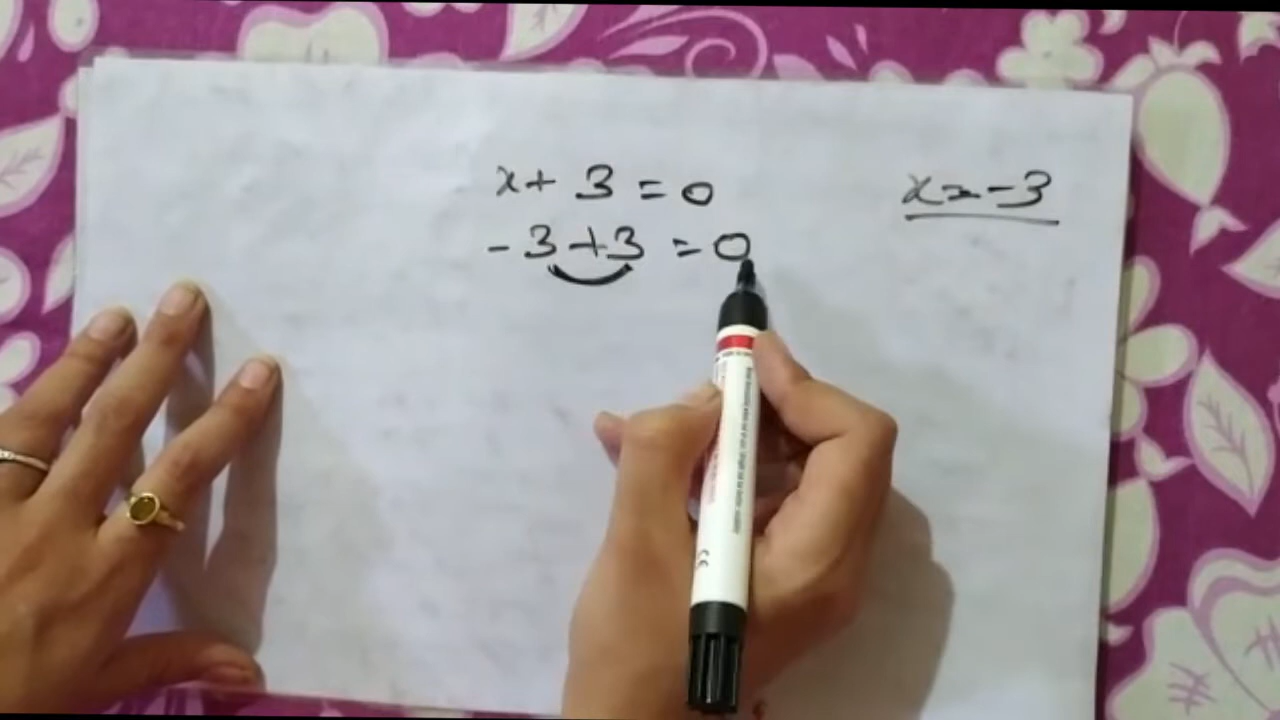 x + 3 = 0
x = -3
- 3 + 3 = 0